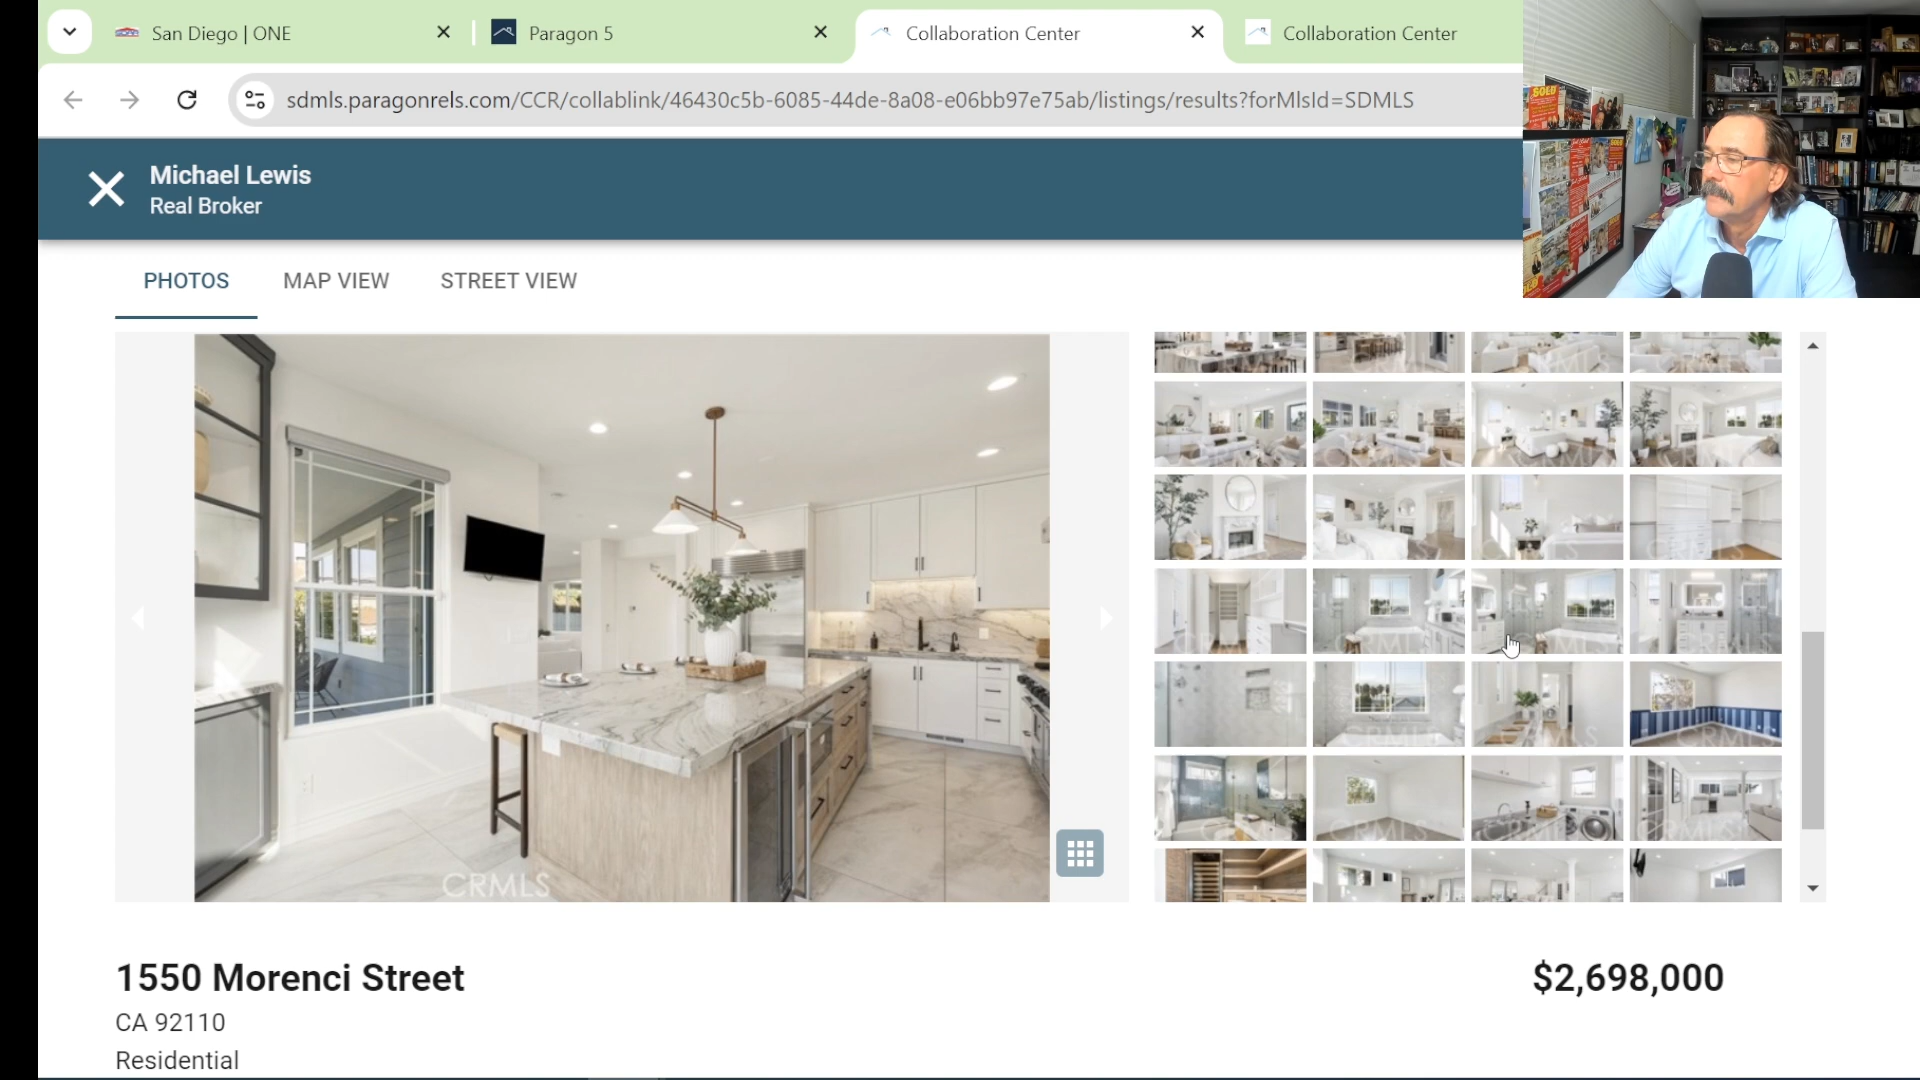 San Diego | ONE
Paragon 5
Collaboration Center
Collaboration Center
sdmls.paragonrels.com/CCR/collablink/46430c5b-6085-44de-8a08-e06bb97e75ab/listings/results?forMlsId=SDMLS
Michael Lewis
Real Broker
SOLD
PHOTOS
MAP VIEW
STREET VIEW
CRMLS
1550 Morenci Street
$2,698,000
CA 92110
Residential